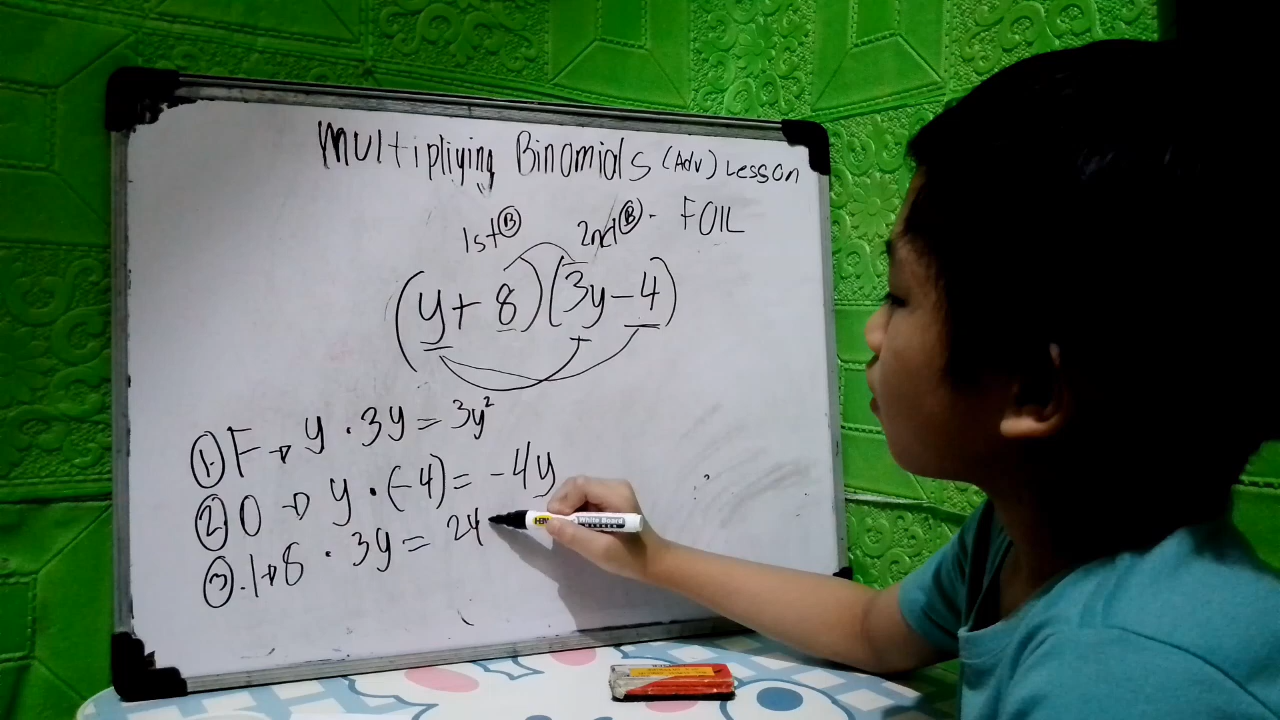 Multipliying Binomials (Adv) Lesson
1st B 2nd B - FOIL
(y + 8)(3y - 4)
1. F → y · 3y = 3y²
2. O → y · (-4) = -4y
3. I → 8 · 3y = 24
White Board